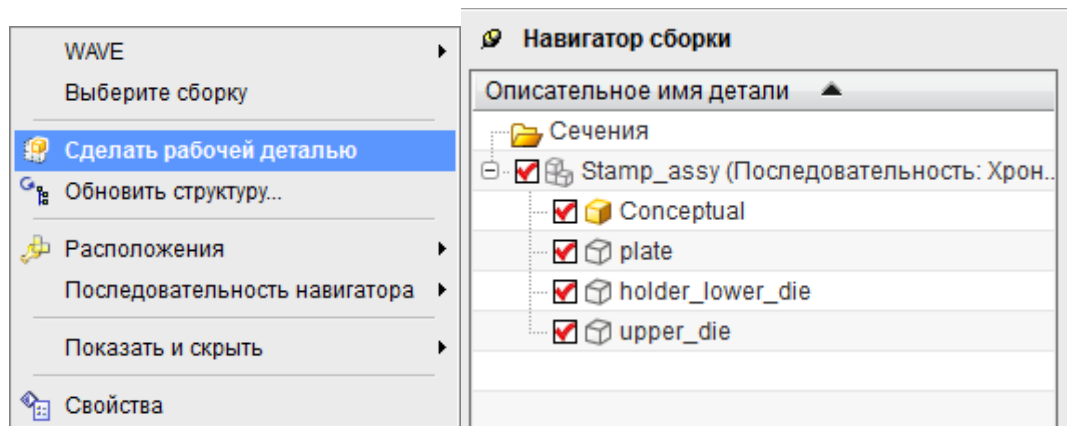 WAVE
Выберите сборку
Сделать рабочей деталью
Обновить структуру...
Расположения
Последовательность навигатора
Показать и скрыть
Свойства
Навигатор сборки
Описательное имя детали
Сечения
Stamp_assy (Последовательность: Хрон..
Conceptual
plate
holder_lower_die
upper_die